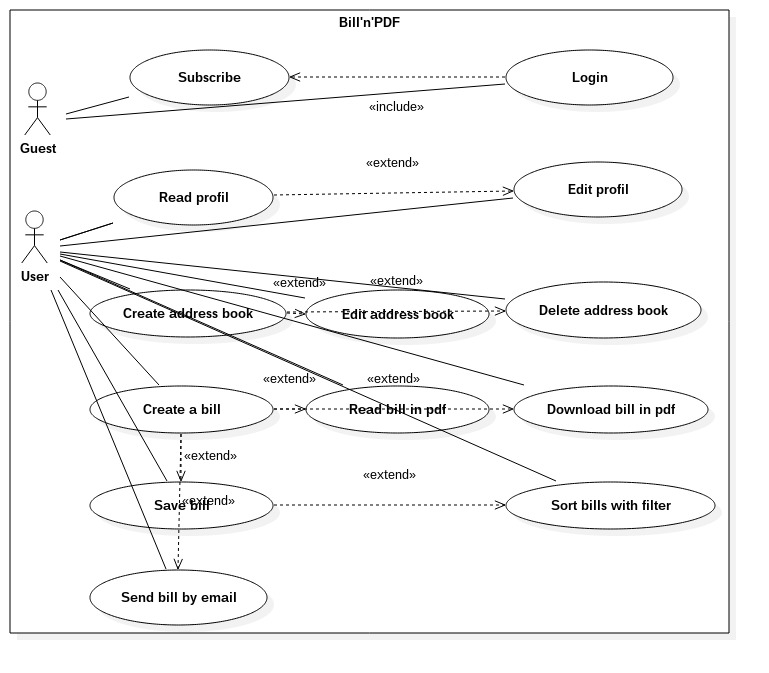 Bill'n'PDF
Subscribe
Login
«include»
Guest
«extend»
Read profil
Edit profil
User
«extend»
«extend»
Create address book
Edit address book
Delete address book
«extend»
«extend»
Create a bill
Read bill in pdf
Download bill in pdf
«extend»
«extend»
Save bill
«extend»
Sort bills with filter
Send bill by email